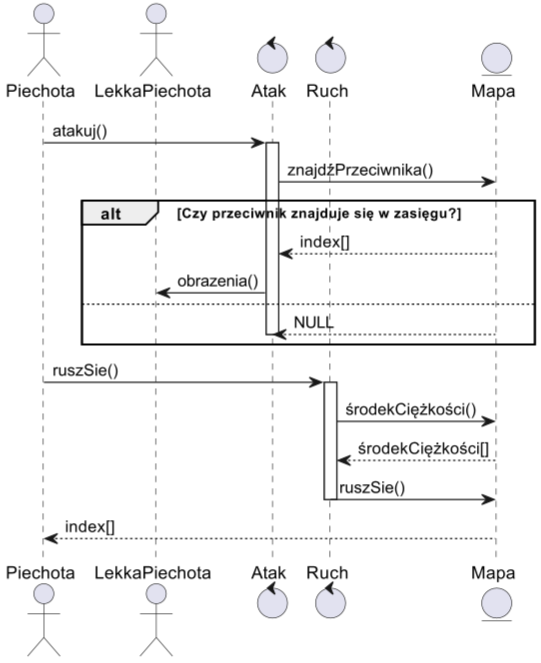 Piechota LekkaPiechota Atak Ruch Mapa
atakuj()
znajdźPrzeciwnika()
alt [Czy przeciwnik znajduje się w zasięgu?]
index[]
obrazenia()
NULL
ruszSie()
środekCiężkości()
środekCiężkości[]
ruszSie()
index[]
Piechota LekkaPiechota Atak Ruch Mapa